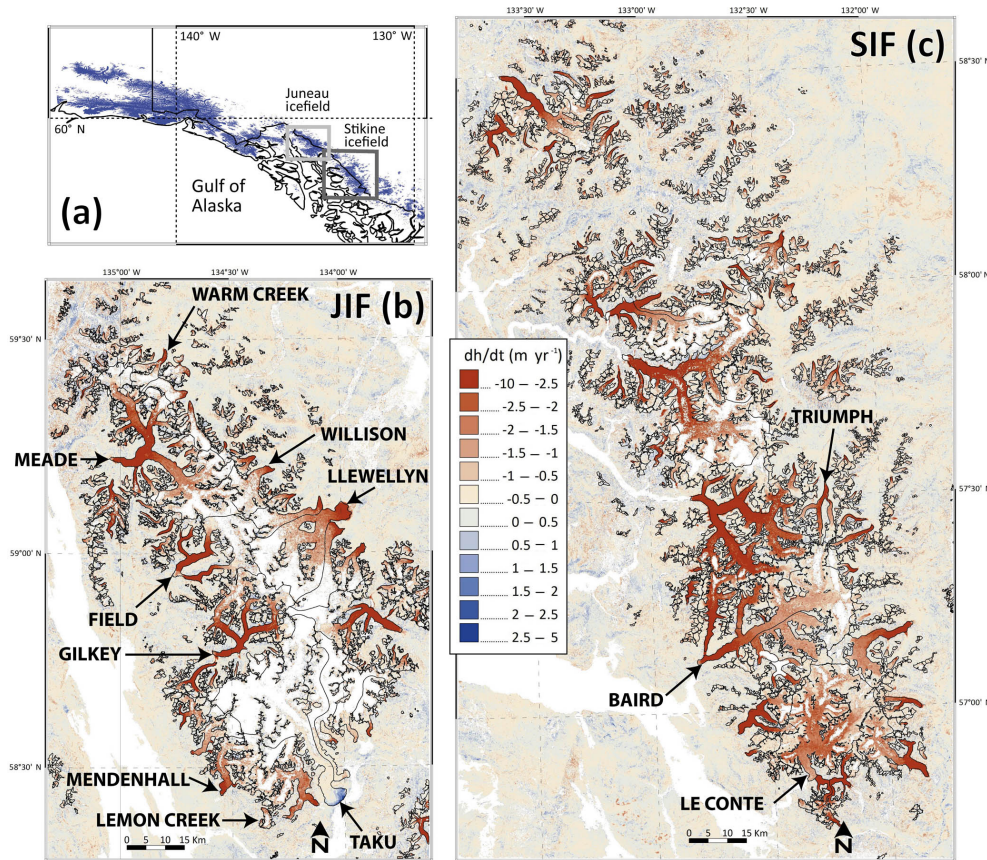 140° W
130° W
Juneau
icefield
Stikine
icefield
60° N
Gulf of
Alaska
(a)
135°00' W
134°30' W
134°00' W
JIF (b)
WARM CREEK
59°30' N
WILLISON
MEADE
LLEWELLYN
59°00' N
FIELD
GILKEY
58°30' N
MENDENHALL
LEMON CREEK
TAKU
0 5 10 15 Km
N
dh/dt (m yr⁻¹)
-10 – -2.5
-2.5 – -2
-2 – -1.5
-1.5 – -1
-1 – -0.5
-0.5 – 0
0 – 0.5
0.5 – 1
1 – 1.5
1.5 – 2
2 – 2.5
2.5 – 5
133°30' W
133°00' W
132°30' W
132°00' W
SIF (c)
58°30' N
58°00' N
TRIUMPH
57°30' N
BAIRD
57°00' N
LE CONTE
0 5 10 15 Km
N